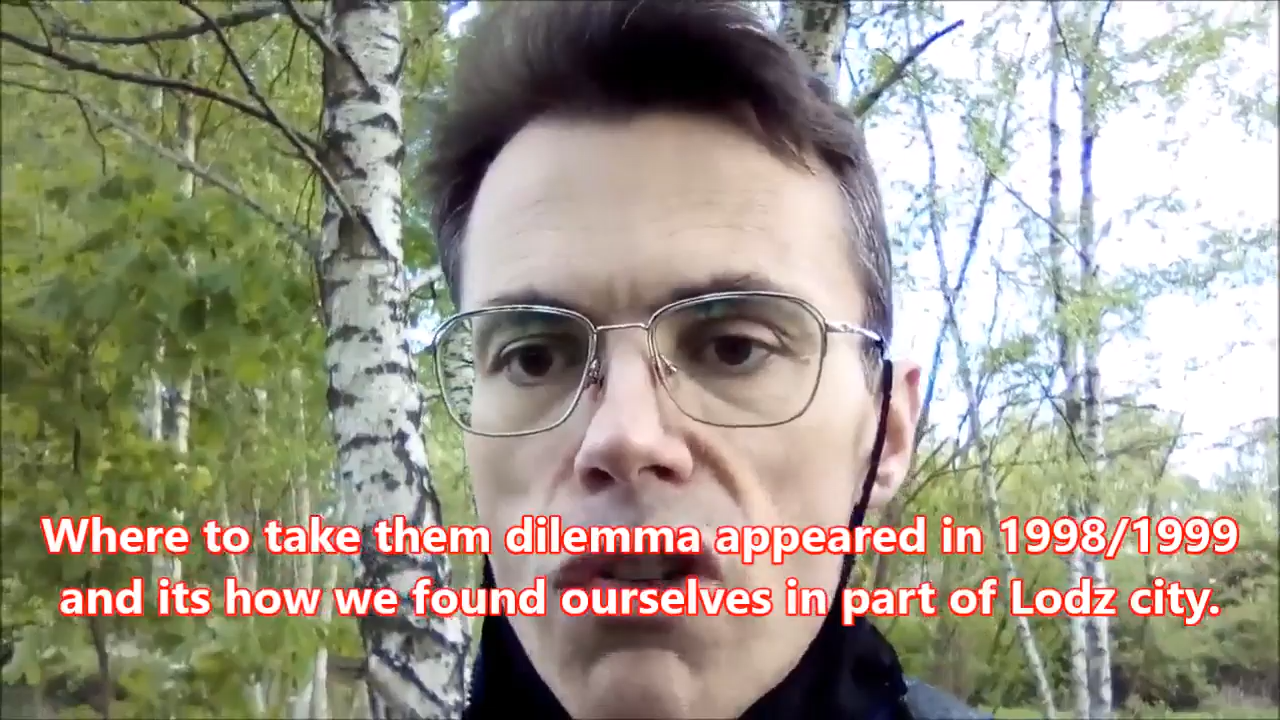 Where to take them dilemma appeared in 1998/1999
and its how we found ourselves in part of Lodz city.